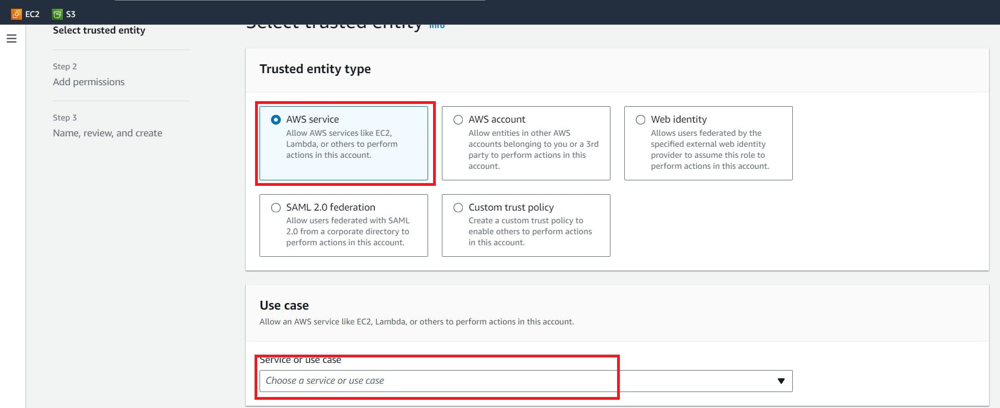 EC2 S3
Select trusted entity Info
Select trusted entity
Step 2
Add permissions
Step 3
Name, review, and create
Trusted entity type
AWS service
Allow AWS services like EC2,
Lambda, or others to perform
actions in this account.
AWS account
Allow entities in other AWS
accounts belonging to you or a 3rd
party to perform actions in this
account.
Web identity
Allows users federated by the
specified external web identity
provider to assume this role to
perform actions in this account.
SAML 2.0 federation
Allow users federated with SAML
2.0 from a corporate directory to
perform actions in this account.
Custom trust policy
Create a custom trust policy to
enable others to perform actions
in this account.
Use case
Allow an AWS service like EC2, Lambda, or others to perform actions in this account.
Service or use case
Choose a service or use case